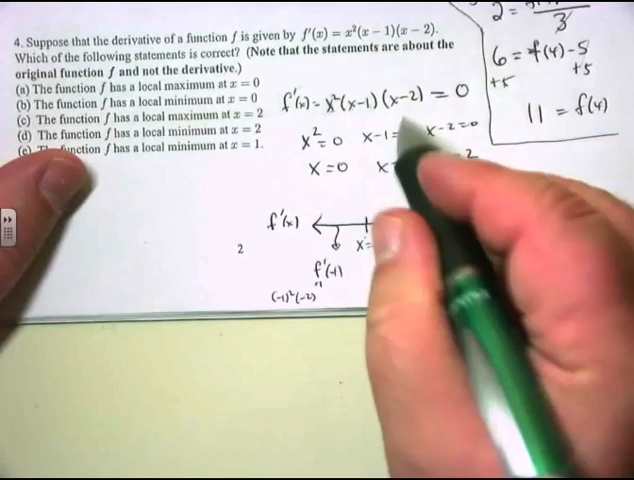 4. Suppose that the derivative of a function f is given by f'(x) = x²(x − 1)(x − 2).
Which of the following statements is correct? (Note that the statements are about the
original function f and not the derivative.)
(a) The function f has a local maximum at x = 0
(b) The function f has a local minimum at x = 0
(c) The function f has a local maximum at x = 2
(d) The function f has a local minimum at x = 2
function f has a local minimum at x = 1.
f'(x) = x²(x-1)(x-2) = 0
x² = 0 x-1= x-2=0
x = 0 2
f'(x)
2
f'(-1)
(-1)²(-2)
2 =
3
6 = f(4) - 5
+5 +5
11 = f(4)